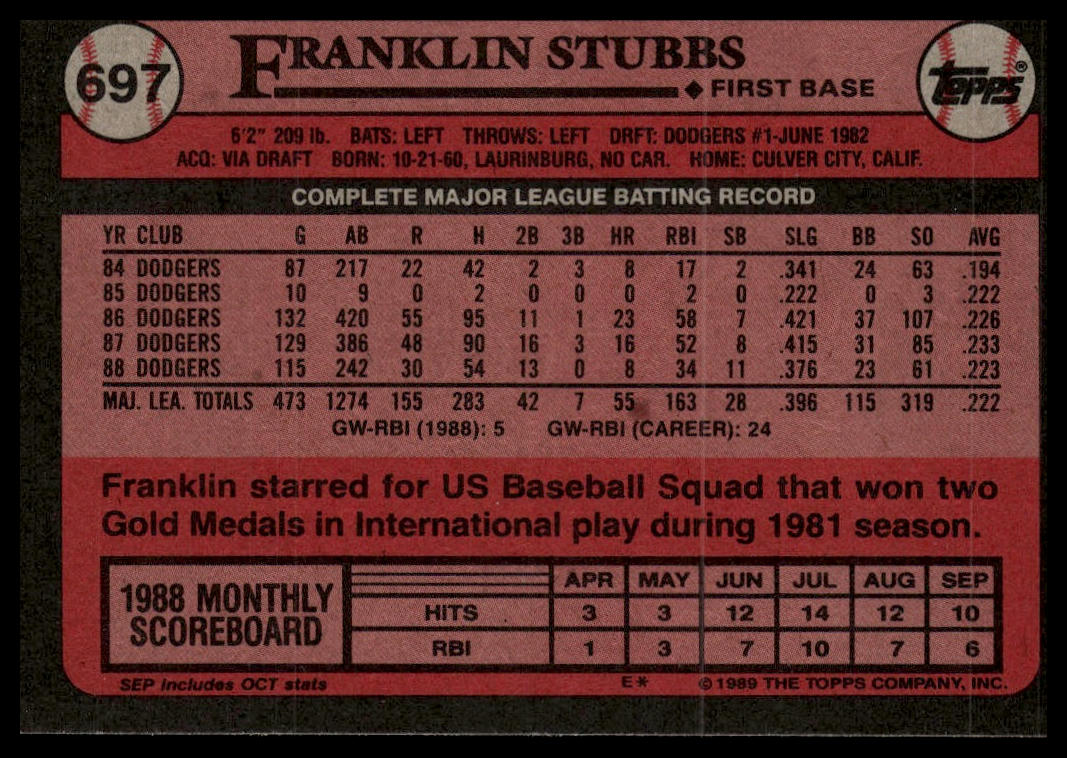 697
FRANKLIN STUBBS
◆ FIRST BASE
TOPPS®
6'2" 209 lb. BATS: LEFT THROWS: LEFT DRFT: DODGERS #1-JUNE 1982
ACQ: VIA DRAFT BORN: 10-21-60, LAURINBURG, NO CAR. HOME: CULVER CITY, CALIF.
COMPLETE MAJOR LEAGUE BATTING RECORD
YR CLUB G AB R H 2B 3B HR RBI SB SLG BB SO AVG
84 DODGERS 87 217 22 42 2 3 8 17 2 .341 24 63 .194
85 DODGERS 10 9 0 2 0 0 0 2 0 .222 0 3 .222
86 DODGERS 132 420 55 95 11 1 23 58 7 .421 37 107 .226
87 DODGERS 129 386 48 90 16 3 16 52 8 .415 31 85 .233
88 DODGERS 115 242 30 54 13 0 8 34 11 .376 23 61 .223
MAJ. LEA. TOTALS 473 1274 155 283 42 7 55 163 28 .396 115 319 .222
GW-RBI (1988): 5 GW-RBI (CAREER): 24
Franklin starred for US Baseball Squad that won two
Gold Medals in International play during 1981 season.
1988 MONTHLY
SCOREBOARD
APR MAY JUN JUL AUG SEP
HITS 3 3 12 14 12 10
RBI 1 3 7 10 7 6
SEP includes OCT stats
E* ©1989 THE TOPPS COMPANY, INC.